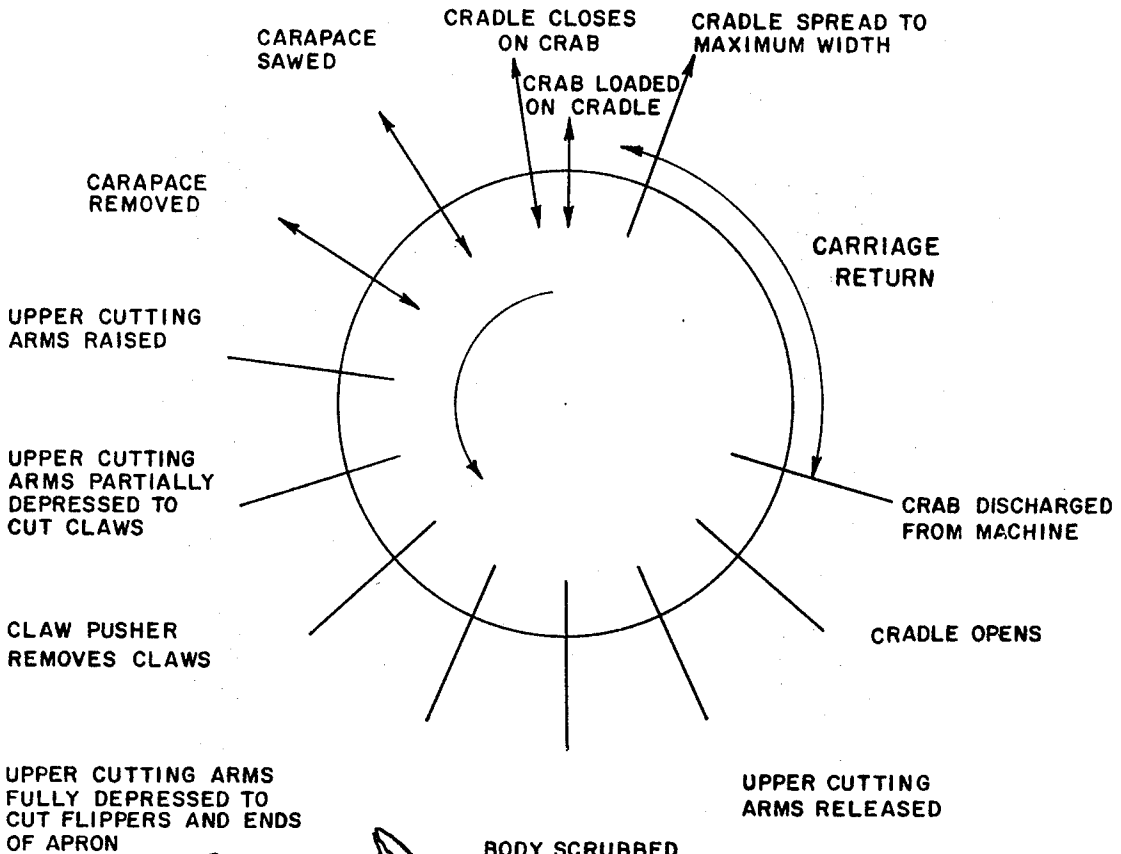 CRADLE CLOSES
ON CRAB
CRADLE SPREAD TO
MAXIMUM WIDTH
CARAPACE
SAWED
CRAB LOADED
ON CRADLE
CARAPACE
REMOVED
CARRIAGE
RETURN
UPPER CUTTING
ARMS RAISED
UPPER CUTTING
ARMS PARTIALLY
DEPRESSED TO
CUT CLAWS
CRAB DISCHARGED
FROM MACHINE
CLAW PUSHER
REMOVES CLAWS
CRADLE OPENS
UPPER CUTTING ARMS
FULLY DEPRESSED TO
CUT FLIPPERS AND ENDS
OF APRON
UPPER CUTTING
ARMS RELEASED
BODY SCRUBBED